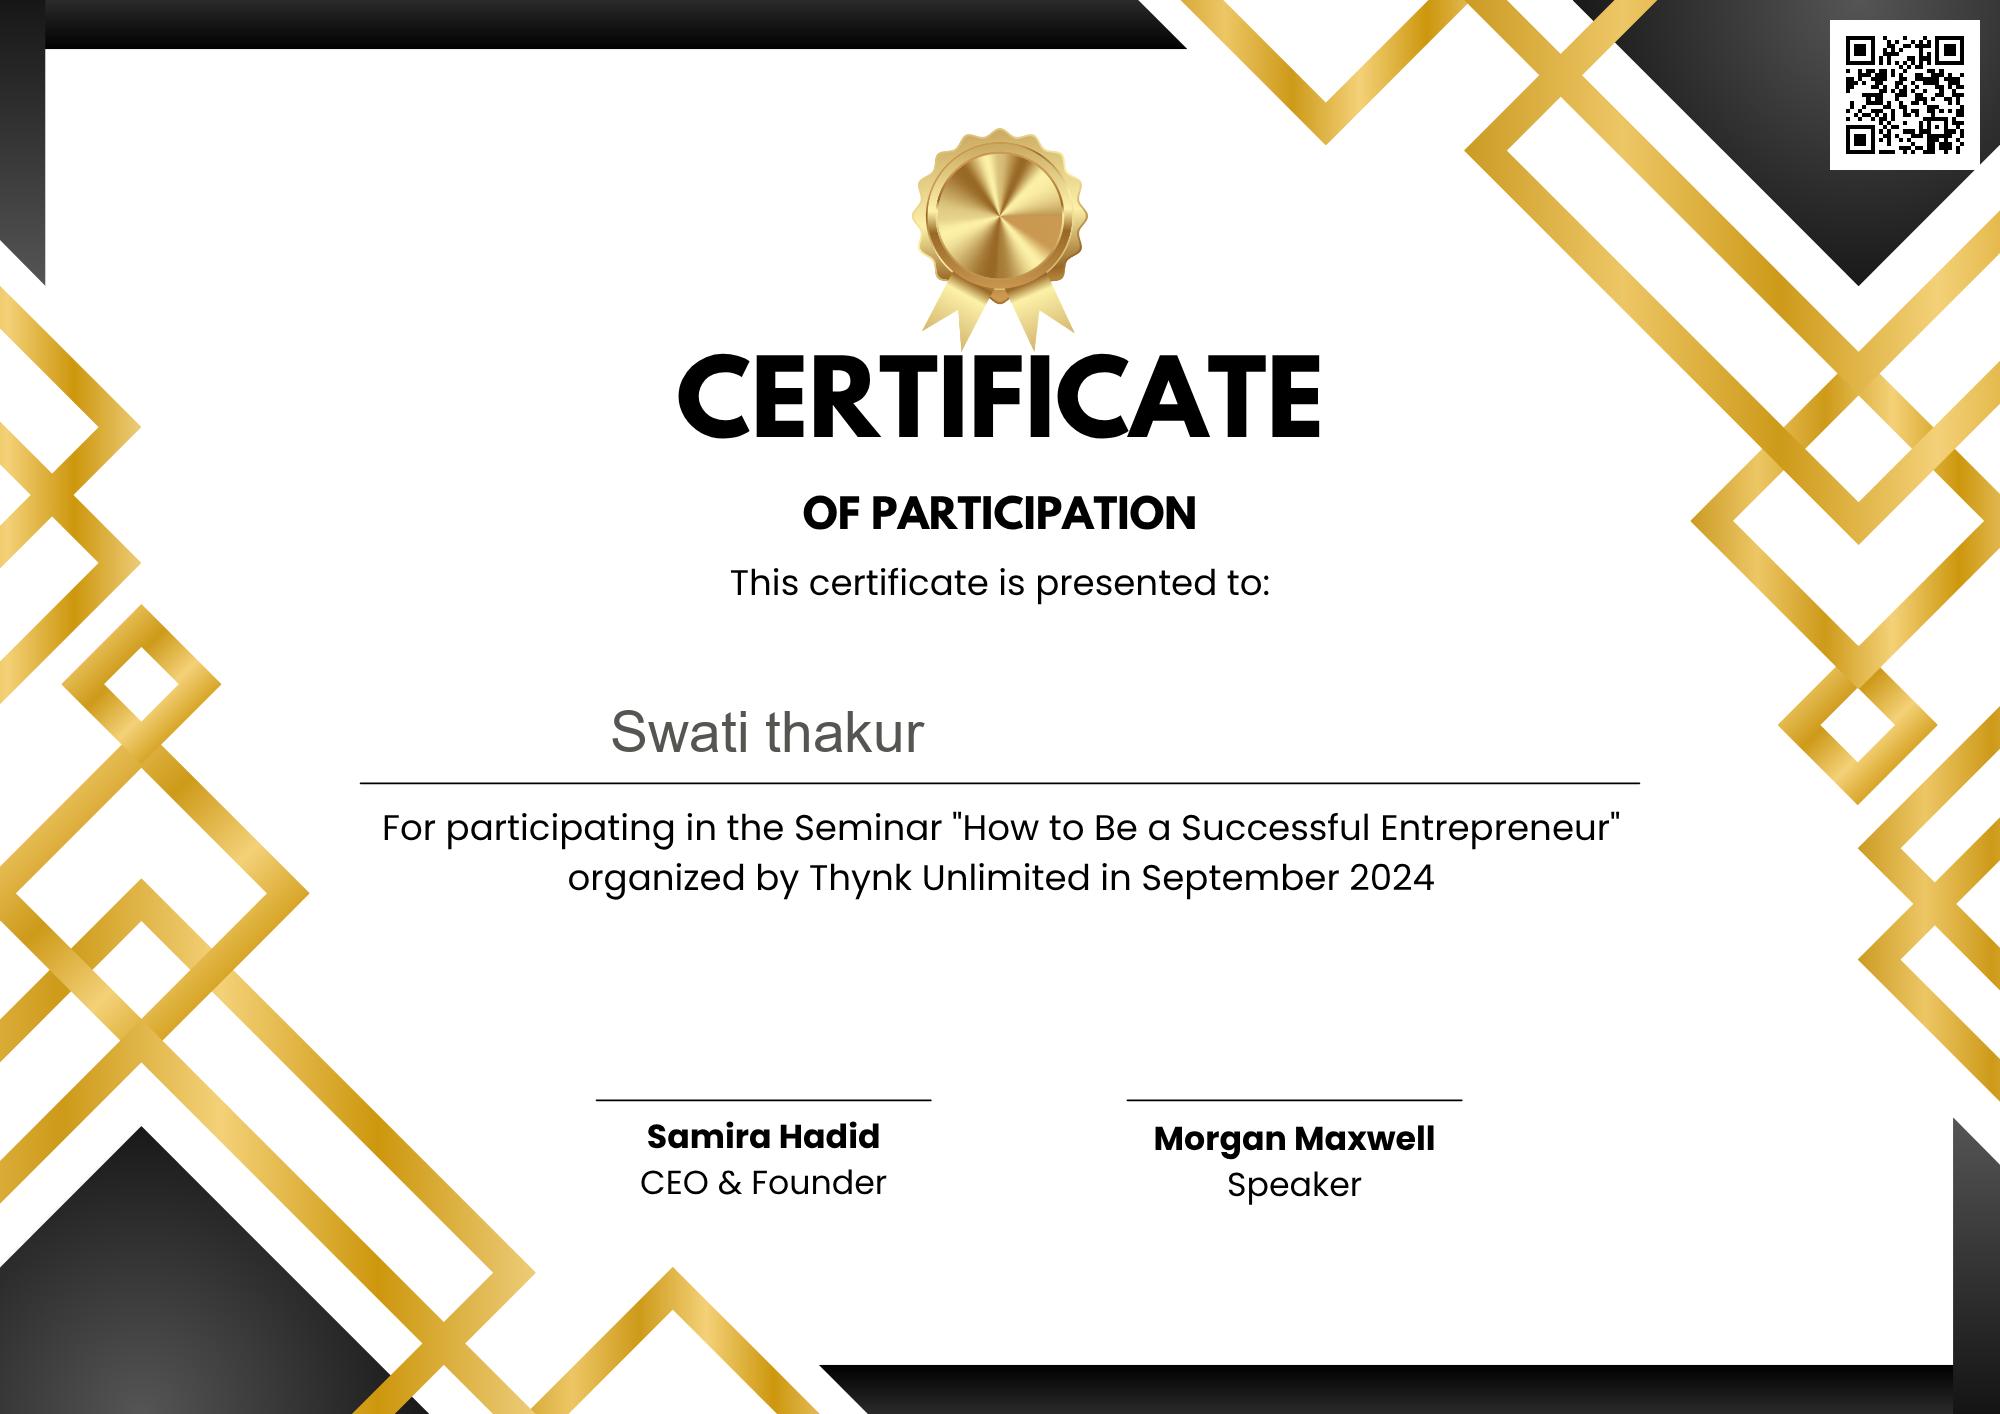 CERTIFICATE
OF PARTICIPATION
This certificate is presented to:
Swati thakur
For participating in the Seminar "How to Be a Successful Entrepreneur"
organized by Thynk Unlimited in September 2024
Samira Hadid
CEO & Founder
Morgan Maxwell
Speaker